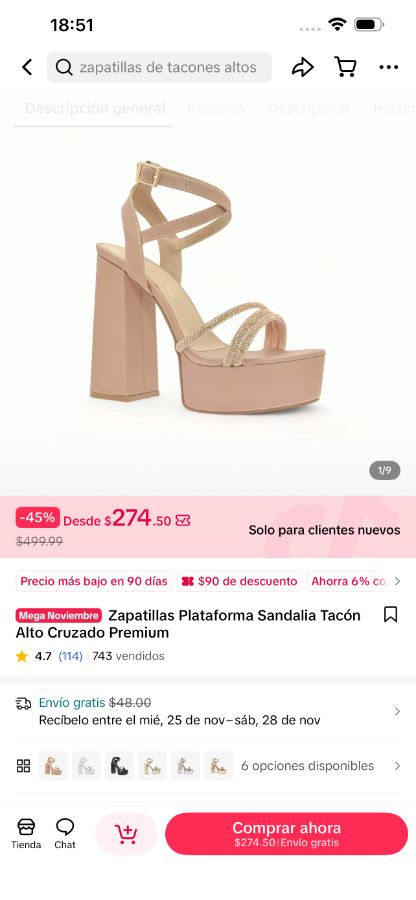 18:51
zapatillas de tacones altos
Descripción general Reseñas Descripción Recom
1/9
-45% Desde $274.50
Solo para clientes nuevos
$499.99
Precio más bajo en 90 días $90 de descuento Ahorra 6% co
Mega Noviembre Zapatillas Plataforma Sandalia Tacón
Alto Cruzado Premium
4.7 (114) 743 vendidos
Envío gratis $48.00
Recíbelo entre el mié, 25 de nov–sáb, 28 de nov
6 opciones disponibles
Tienda
Chat
Comprar ahora
$274.50|Envío gratis